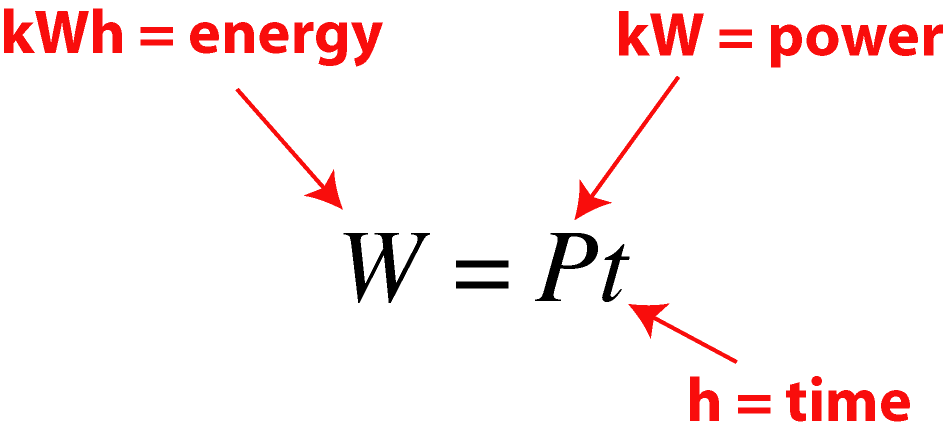 kWh = energy
kW = power
W = Pt
h = time